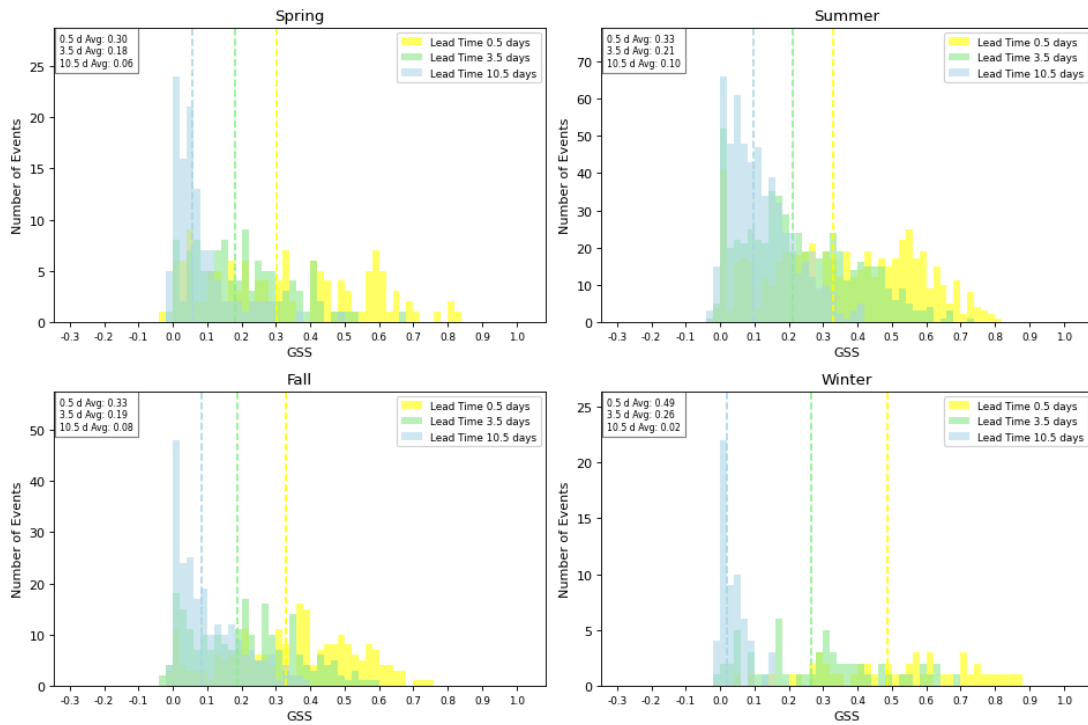 Spring
0.5 d Avg: 0.30
3.5 d Avg: 0.18
10.5 d Avg: 0.06
Lead Time 0.5 days
Lead Time 3.5 days
Lead Time 10.5 days
Number of Events
25
20
15
10
5
0
-0.3 -0.2 -0.1 0.0 0.1 0.2 0.3 0.4 0.5 0.6 0.7 0.8 0.9 1.0
GSS
Summer
0.5 d Avg: 0.33
3.5 d Avg: 0.21
10.5 d Avg: 0.10
Lead Time 0.5 days
Lead Time 3.5 days
Lead Time 10.5 days
Number of Events
70
60
50
40
30
20
10
0
-0.3 -0.2 -0.1 0.0 0.1 0.2 0.3 0.4 0.5 0.6 0.7 0.8 0.9 1.0
GSS
Fall
0.5 d Avg: 0.33
3.5 d Avg: 0.19
10.5 d Avg: 0.08
Lead Time 0.5 days
Lead Time 3.5 days
Lead Time 10.5 days
Number of Events
50
40
30
20
10
0
-0.3 -0.2 -0.1 0.0 0.1 0.2 0.3 0.4 0.5 0.6 0.7 0.8 0.9 1.0
GSS
Winter
0.5 d Avg: 0.49
3.5 d Avg: 0.26
10.5 d Avg: 0.02
Lead Time 0.5 days
Lead Time 3.5 days
Lead Time 10.5 days
Number of Events
25
20
15
10
5
0
-0.3 -0.2 -0.1 0.0 0.1 0.2 0.3 0.4 0.5 0.6 0.7 0.8 0.9 1.0
GSS